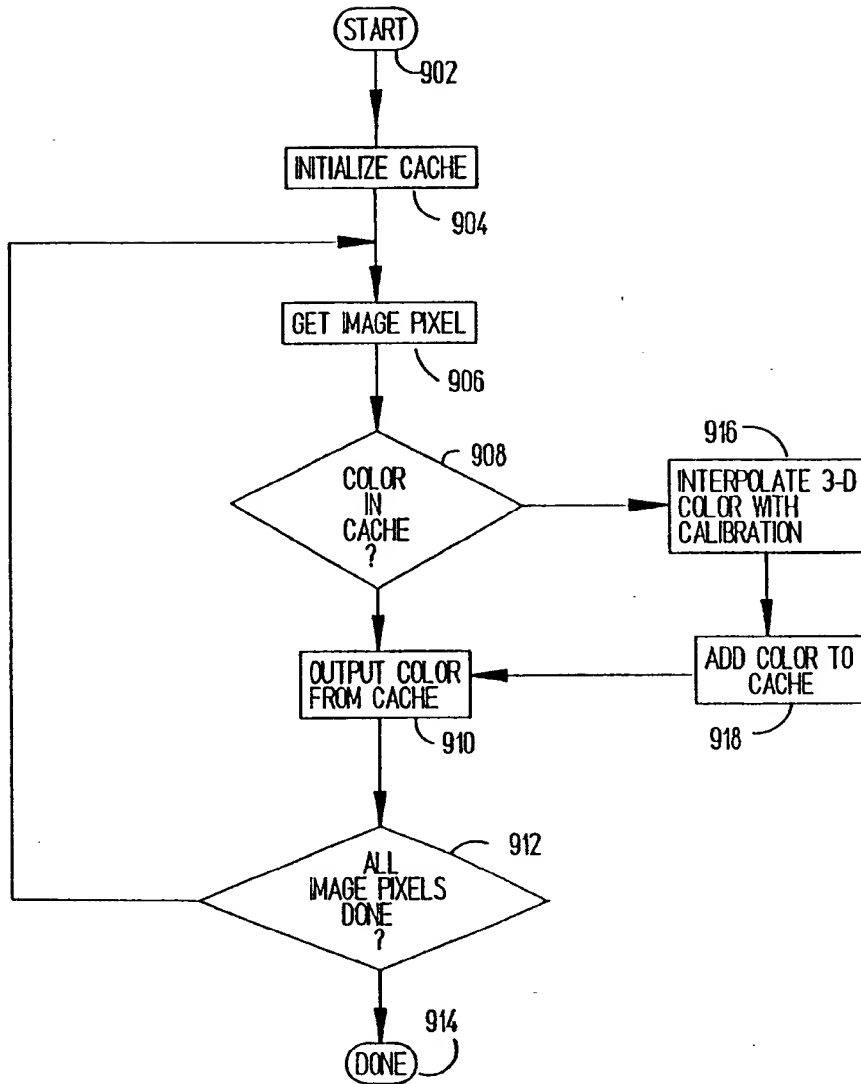 START
902
INITIALIZE CACHE
904
GET IMAGE PIXEL
906
908
COLOR
IN
CACHE
?
916
INTERPOLATE 3-D
COLOR WITH
CALIBRATION
OUTPUT COLOR
FROM CACHE
910
ADD COLOR TO
CACHE
918
912
ALL
IMAGE PIXELS
DONE
?
914
DONE